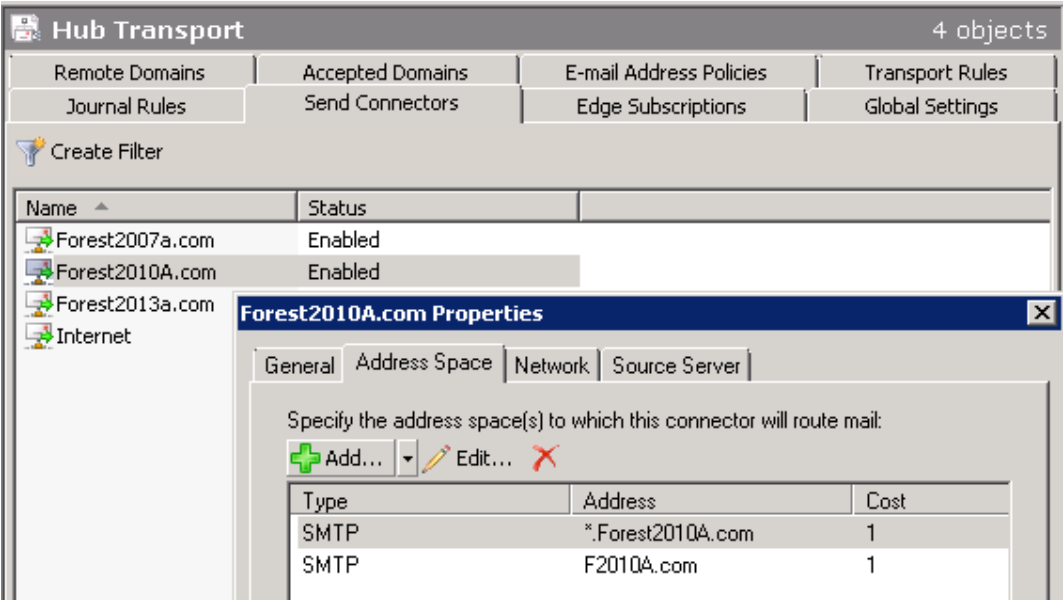 Hub Transport 4 objects
Remote Domains Accepted Domains E-mail Address Policies Transport Rules
Journal Rules Send Connectors Edge Subscriptions Global Settings
Create Filter
Name Status
Forest2007a.com Enabled
Forest2010A.com Enabled
Forest2013a.com
Internet
Forest2010A.com Properties
General Address Space Network Source Server
Specify the address space(s) to which this connector will route mail:
Add... Edit...
Type Address Cost
SMTP *.Forest2010A.com 1
SMTP F2010A.com 1